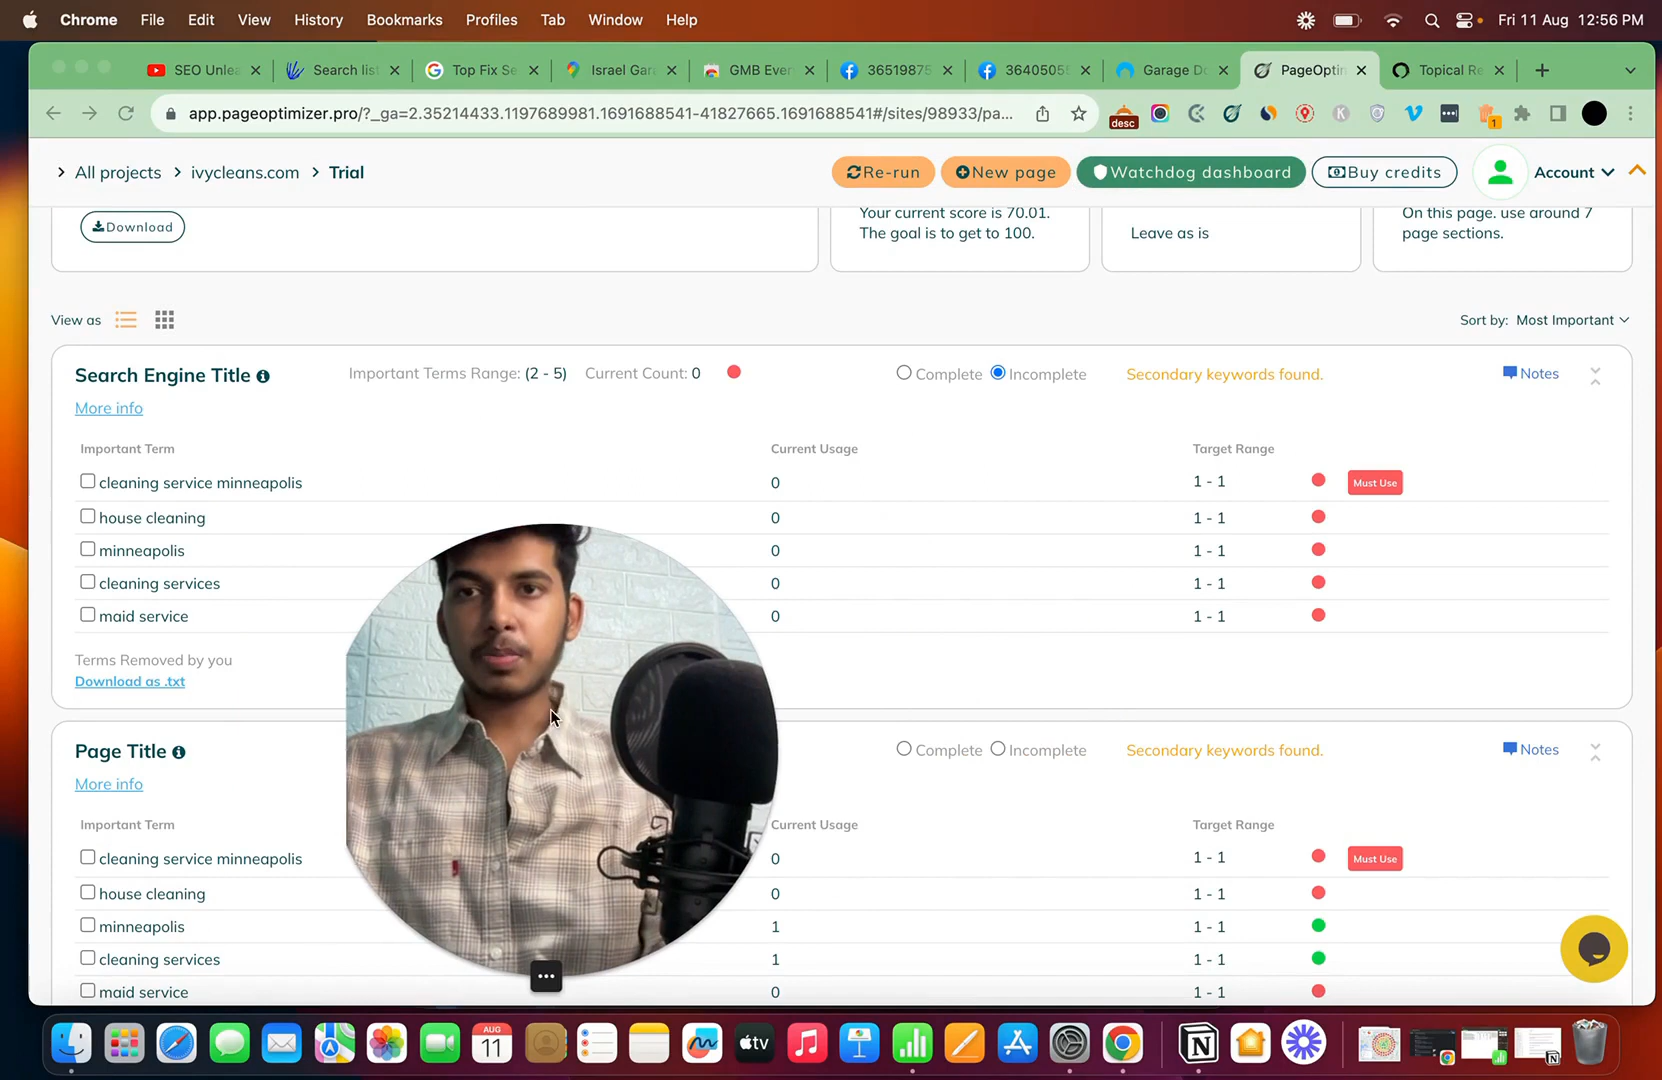 Chrome File Edit View History Bookmarks Profiles Tab Window Help Fri 11 Aug 12:56 PM
SEO Unlea Search list Top Fix Se Israel Gar GMB Ever 36519875 36405055 Garage Do PageOptim Topical Re
app.pageoptimizer.pro/?_ga=2.35214433.1197689981.1691688541-41827665.1691688541#/sites/98933/pa...
desc
1
All projects ivycleans.com Trial Re-run New page Watchdog dashboard Buy credits Account
Download
Your current score is 70.01.
The goal is to get to 100.
Leave as is
On this page. use around 7
page sections.
View as Sort by: Most Important
Search Engine Title Important Terms Range: (2 - 5) Current Count: 0 Complete Incomplete Secondary keywords found. Notes
More info
Important Term Current Usage Target Range
cleaning service minneapolis 0 1 - 1 Must Use
house cleaning 0 1 - 1
minneapolis 0 1 - 1
cleaning services 0 1 - 1
maid service 0 1 - 1
Terms Removed by you
Download as .txt
Page Title Complete Incomplete Secondary keywords found. Notes
More info
Important Term Current Usage Target Range
cleaning service minneapolis 0 1 - 1 Must Use
house cleaning 0 1 - 1
minneapolis 1 1 - 1
cleaning services 1 1 - 1
maid service 0 1 - 1
AUG
11
tv